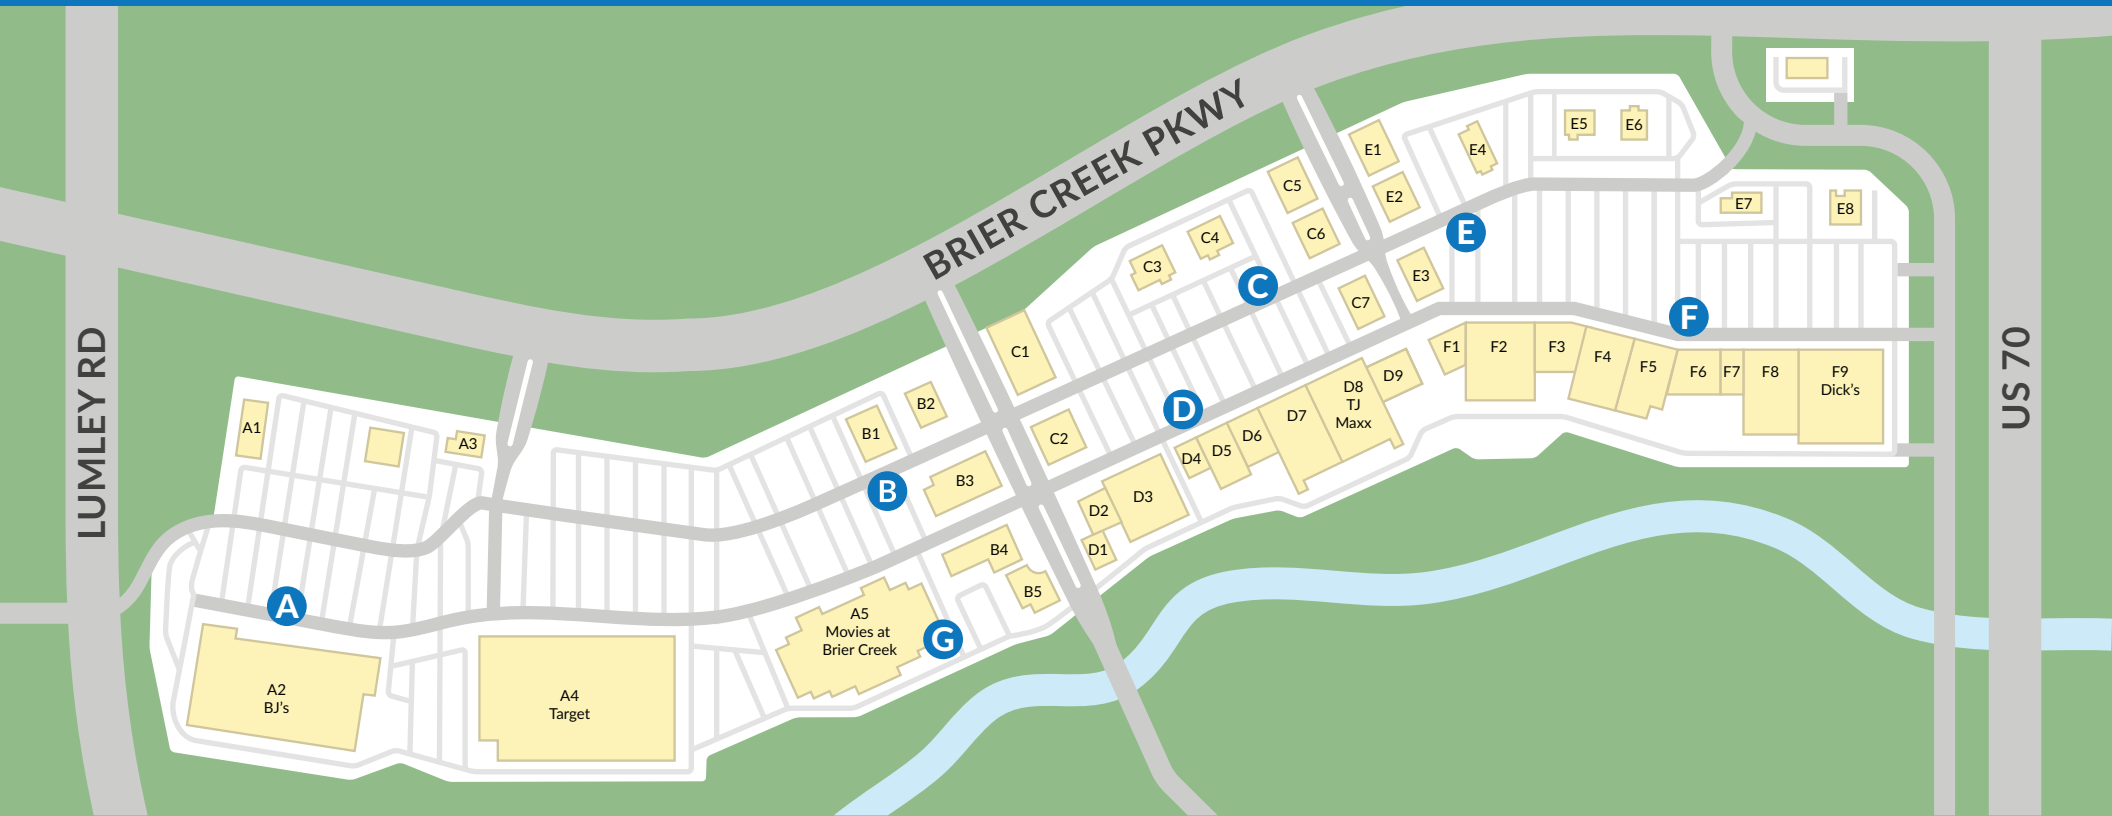 LUMLEY RD
BRIER CREEK PKWY
US 70
A1
A3
A
A2
BJ's
A4
Target
A5
Movies at
Brier Creek
G
B1
B2
B
B3
B4
B5
C1
C2
C3
C4
C5
C6
C
C7
D1
D2
D3
D
D4
D5
D6
D7
D8
TJ
Maxx
D9
E1
E2
E3
E4
E5
E6
E
E7
E8
F
F1
F2
F3
F4
F5
F6
F7
F8
F9
Dick's